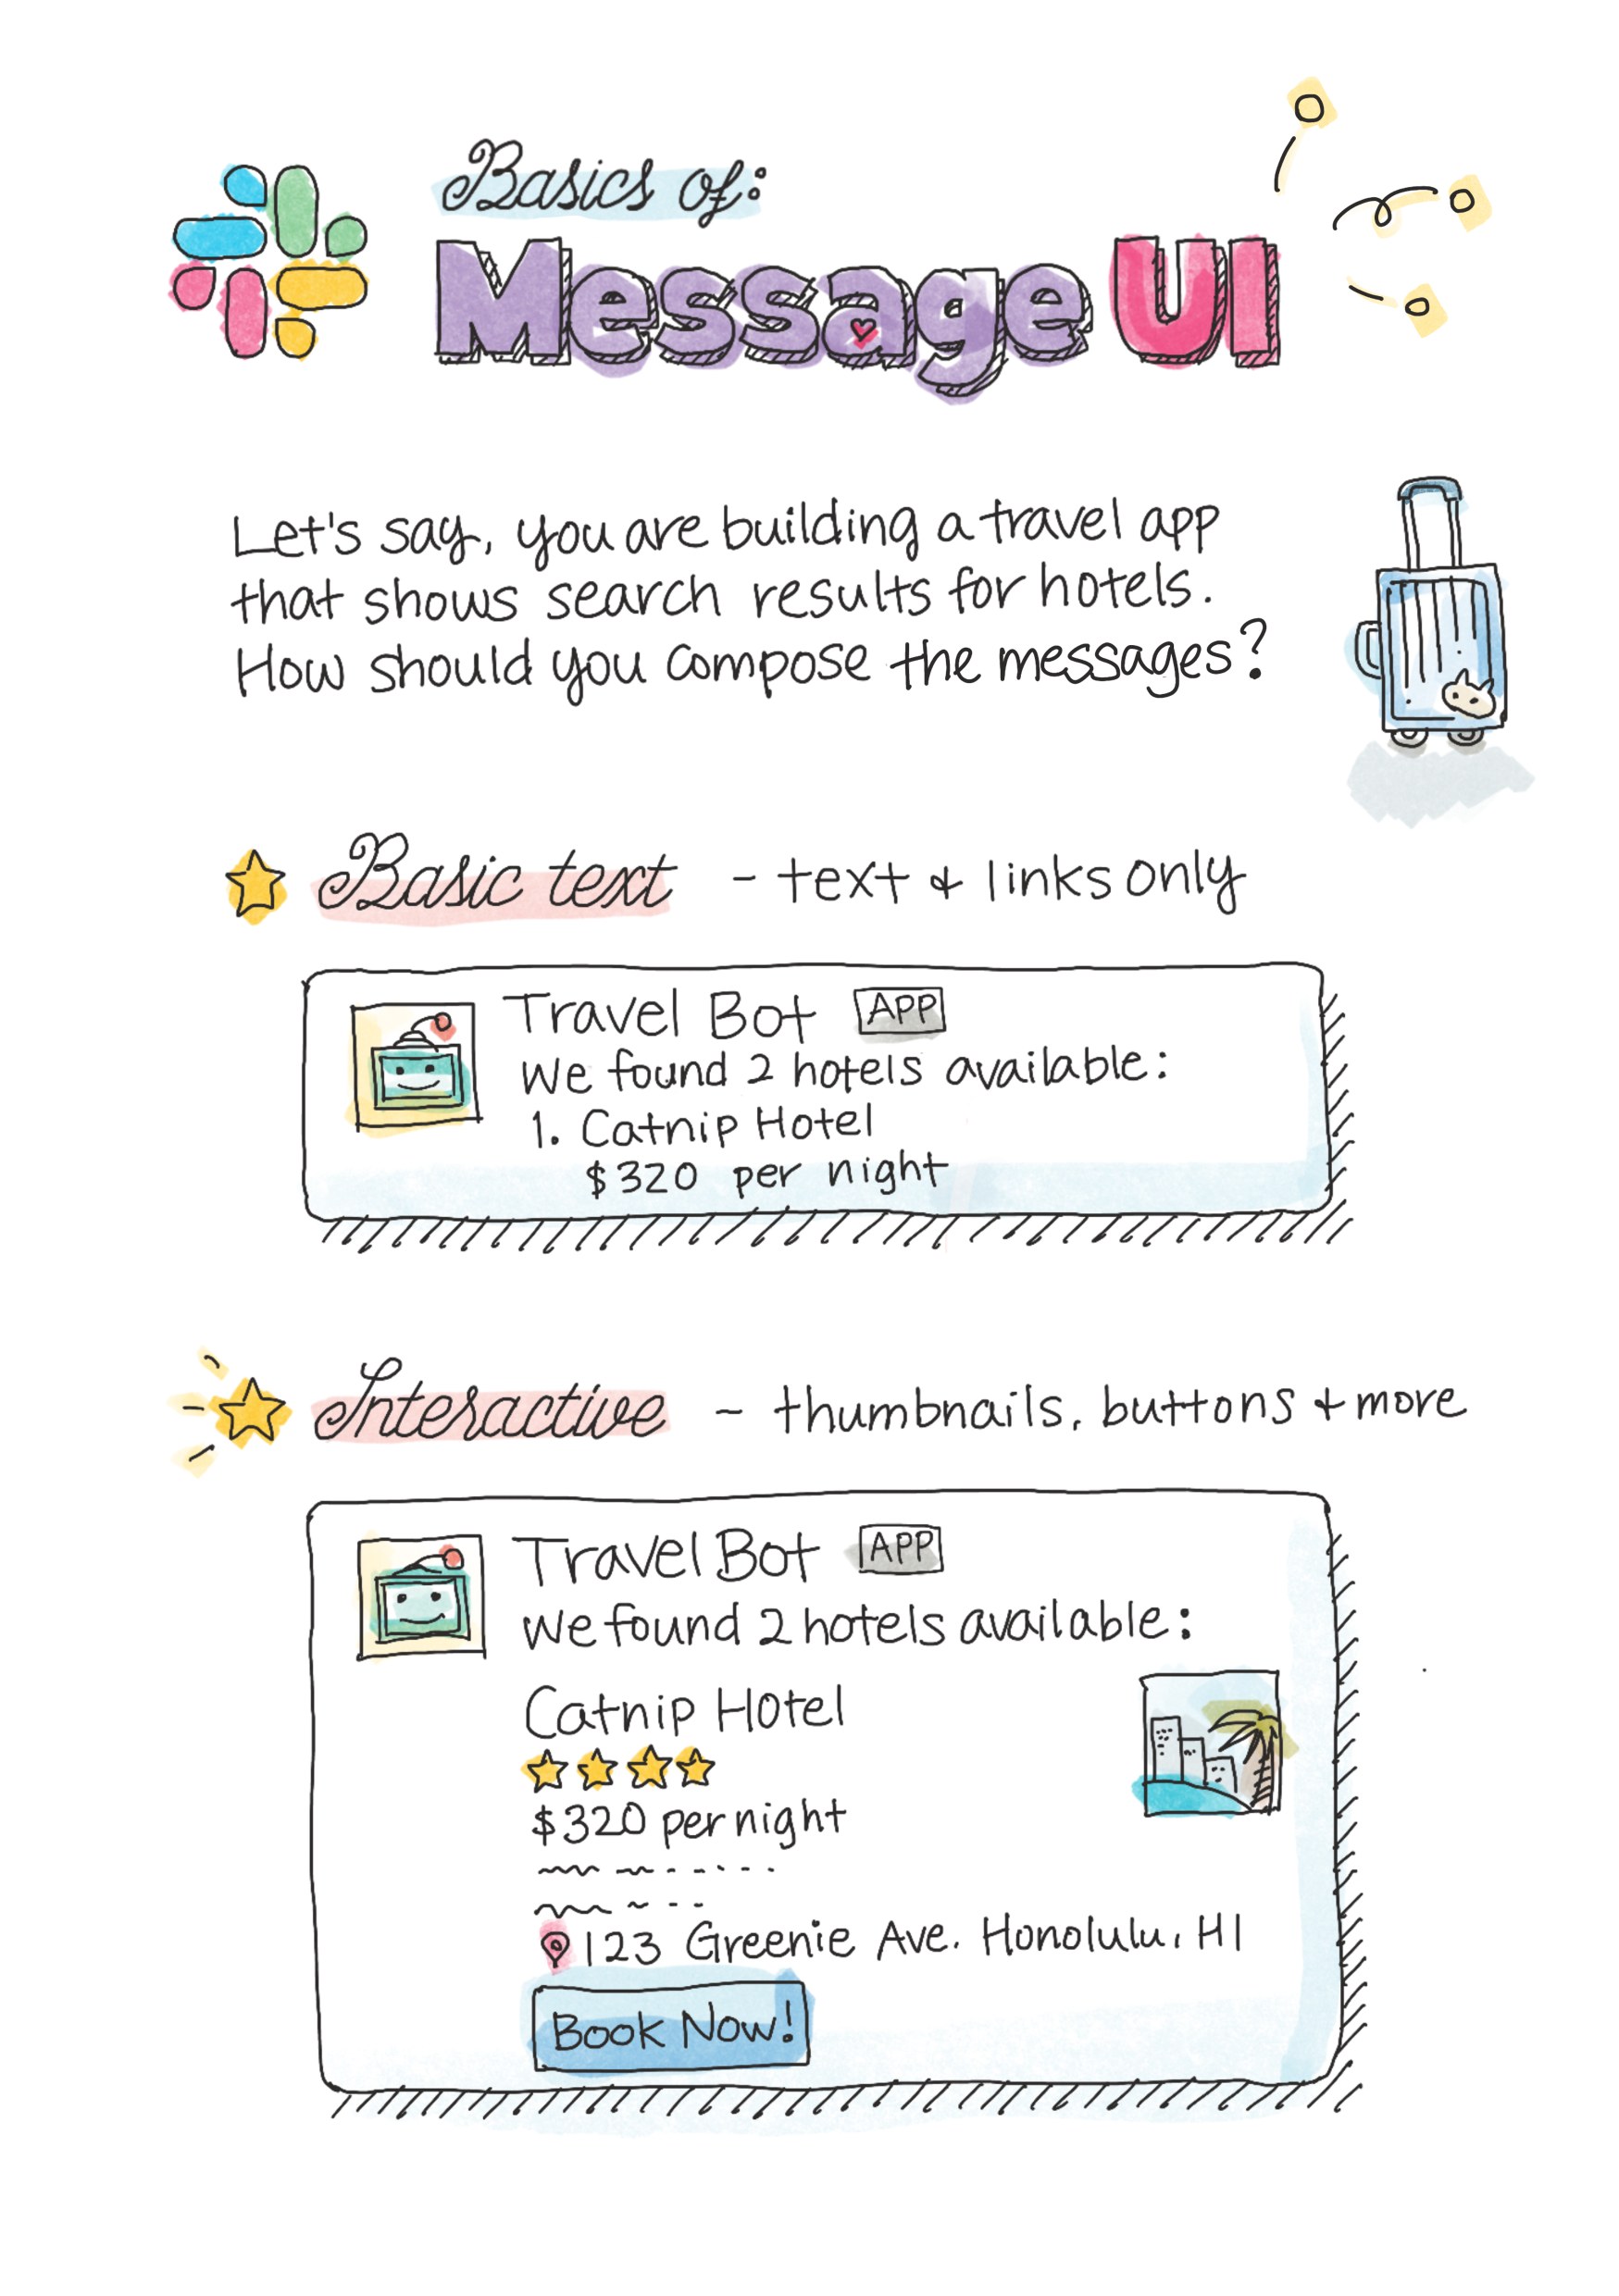 Basics of:
Message UI
Let's say, you are building a travel app
that shows search results for hotels.
How should you compose the messages?
Basic text - text & links only
Travel Bot APP
We found 2 hotels available:
1. Catnip Hotel
$320 per night
Interactive ~ thumbnails, buttons + more
Travel Bot APP
We found 2 hotels available:
Catnip Hotel
$320 per night
123 Greenie Ave. Honolulu, HI
Book Now!